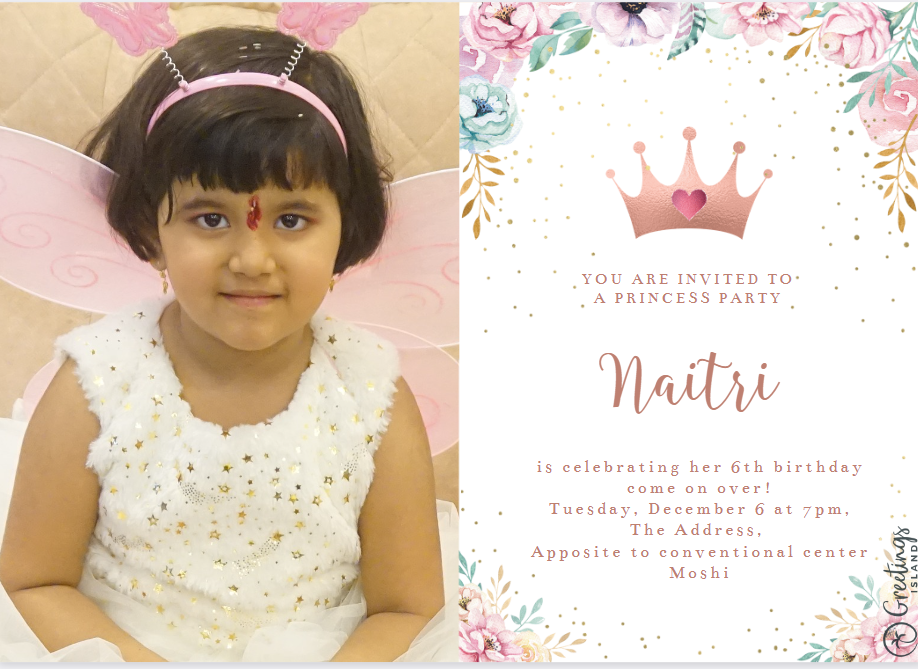 YOU ARE INVITED TO
A PRINCESS PARTY
Naitri
is celebrating her 6th birthday
come on over!
Tuesday, December 6 at 7pm,
The Address,
Apposite to conventional center
Moshi
Greetings
ISLAND